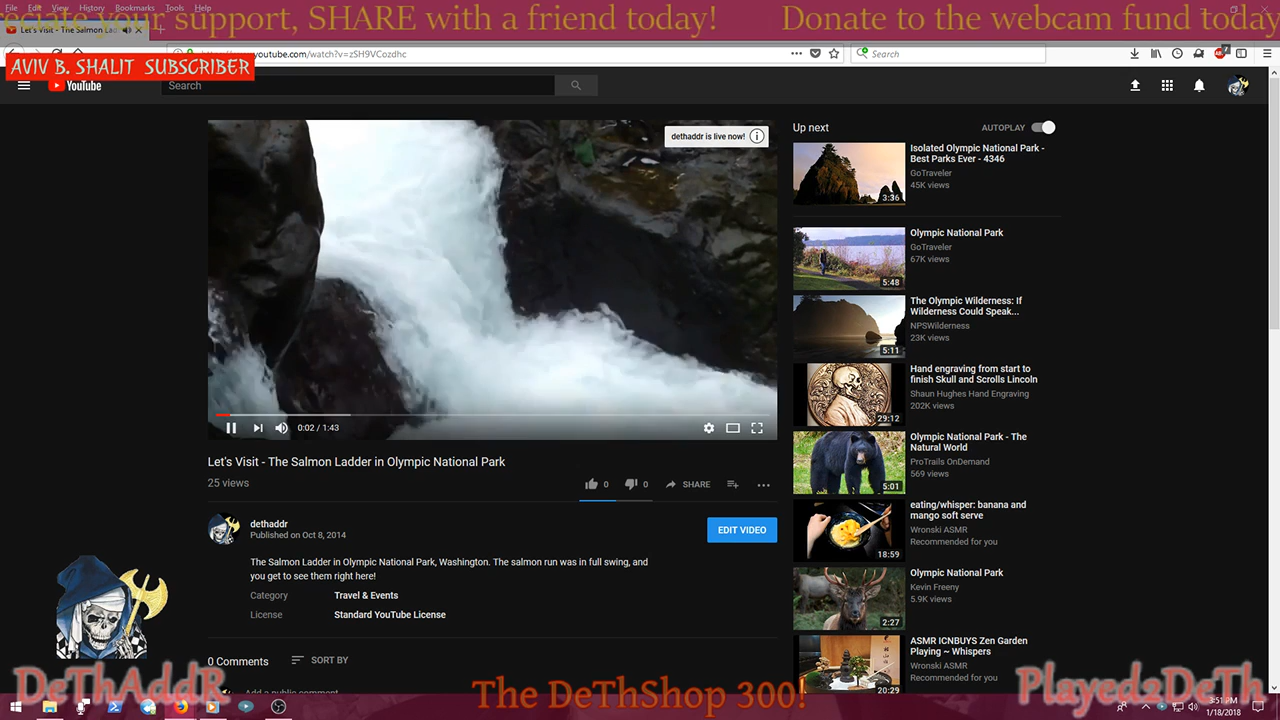 File Edit View History Bookmarks Tools Help
eciate your support, SHARE with a friend today! Donate to the webcam fund today
Let's Visit - The Salmon Lad
youtube.com/watch?v=zSH9VCozdhc
Search
AVIV B. SHALIT SUBSCRIBER
YouTube
Search
dethaddr is live now!
0:02 / 1:43
Let's Visit - The Salmon Ladder in Olympic National Park
25 views
0 0 SHARE
dethaddr
Published on Oct 8, 2014
EDIT VIDEO
The Salmon Ladder in Olympic National Park, Washington. The salmon run was in full swing, and
you get to see them right here!
Category Travel & Events
License Standard YouTube License
0 Comments SORT BY
Add a public comment
Up next AUTOPLAY
Isolated Olympic National Park -
Best Parks Ever - 4346
GoTraveler
45K views
3:36
Olympic National Park
GoTraveler
67K views
5:48
The Olympic Wilderness: If
Wilderness Could Speak...
NPSWilderness
23K views
5:11
Hand engraving from start to
finish Skull and Scrolls Lincoln
Shaun Hughes Hand Engraving
202K views
29:12
Olympic National Park - The
Natural World
ProTrails OnDemand
569 views
5:01
eating/whisper: banana and
mango soft serve
Wronski ASMR
Recommended for you
18:59
Olympic National Park
Kevin Freeny
5.9K views
2:27
ASMR ICNBUYS Zen Garden
Playing ~ Whispers
Wronski ASMR
Recommended for you
20:29
DeThAddR
The DeThShop 300!
3:51 PM
1/18/2018